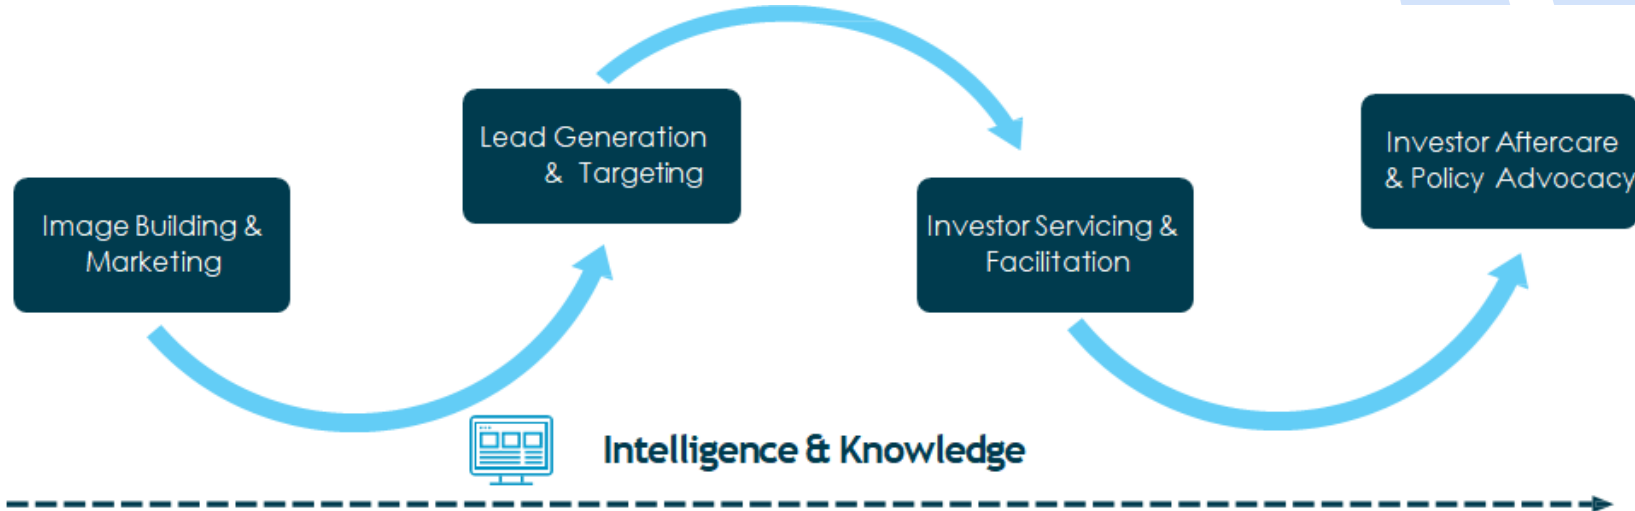 Image Building &
Marketing
Lead Generation
& Targeting
Investor Servicing &
Facilitation
Investor Aftercare
& Policy Advocacy
Intelligence & Knowledge